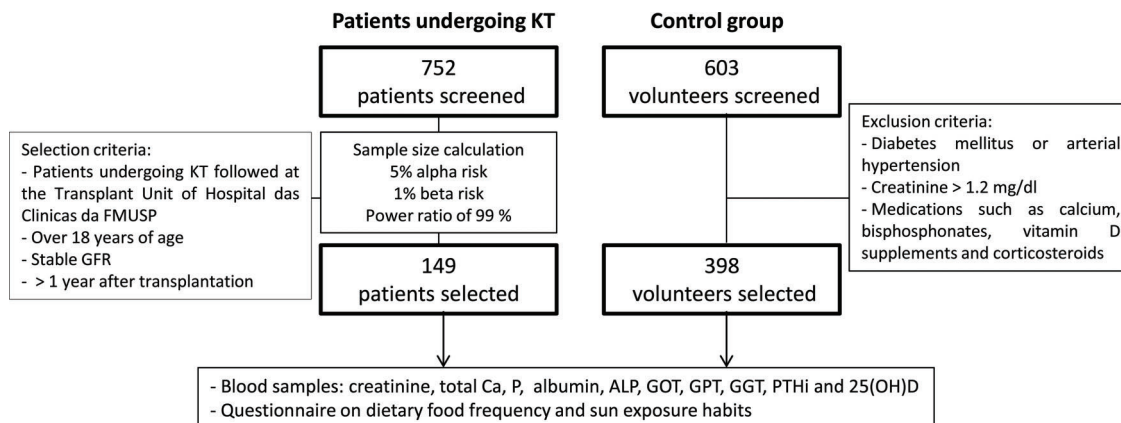 Patients undergoing KT
Control group
752
patients screened
603
volunteers screened
Selection criteria:
- Patients undergoing KT followed at
the Transplant Unit of Hospital das
Clinicas da FMUSP
- Over 18 years of age
- Stable GFR
- > 1 year after transplantation
Sample size calculation
5% alpha risk
1% beta risk
Power ratio of 99 %
Exclusion criteria:
- Diabetes mellitus or arterial
hypertension
- Creatinine > 1.2 mg/dl
- Medications such as calcium,
bisphosphonates, vitamin D
supplements and corticosteroids
149
patients selected
398
volunteers selected
- Blood samples: creatinine, total Ca, P, albumin, ALP, GOT, GPT, GGT, PTHi and 25(OH)D
- Questionnaire on dietary food frequency and sun exposure habits